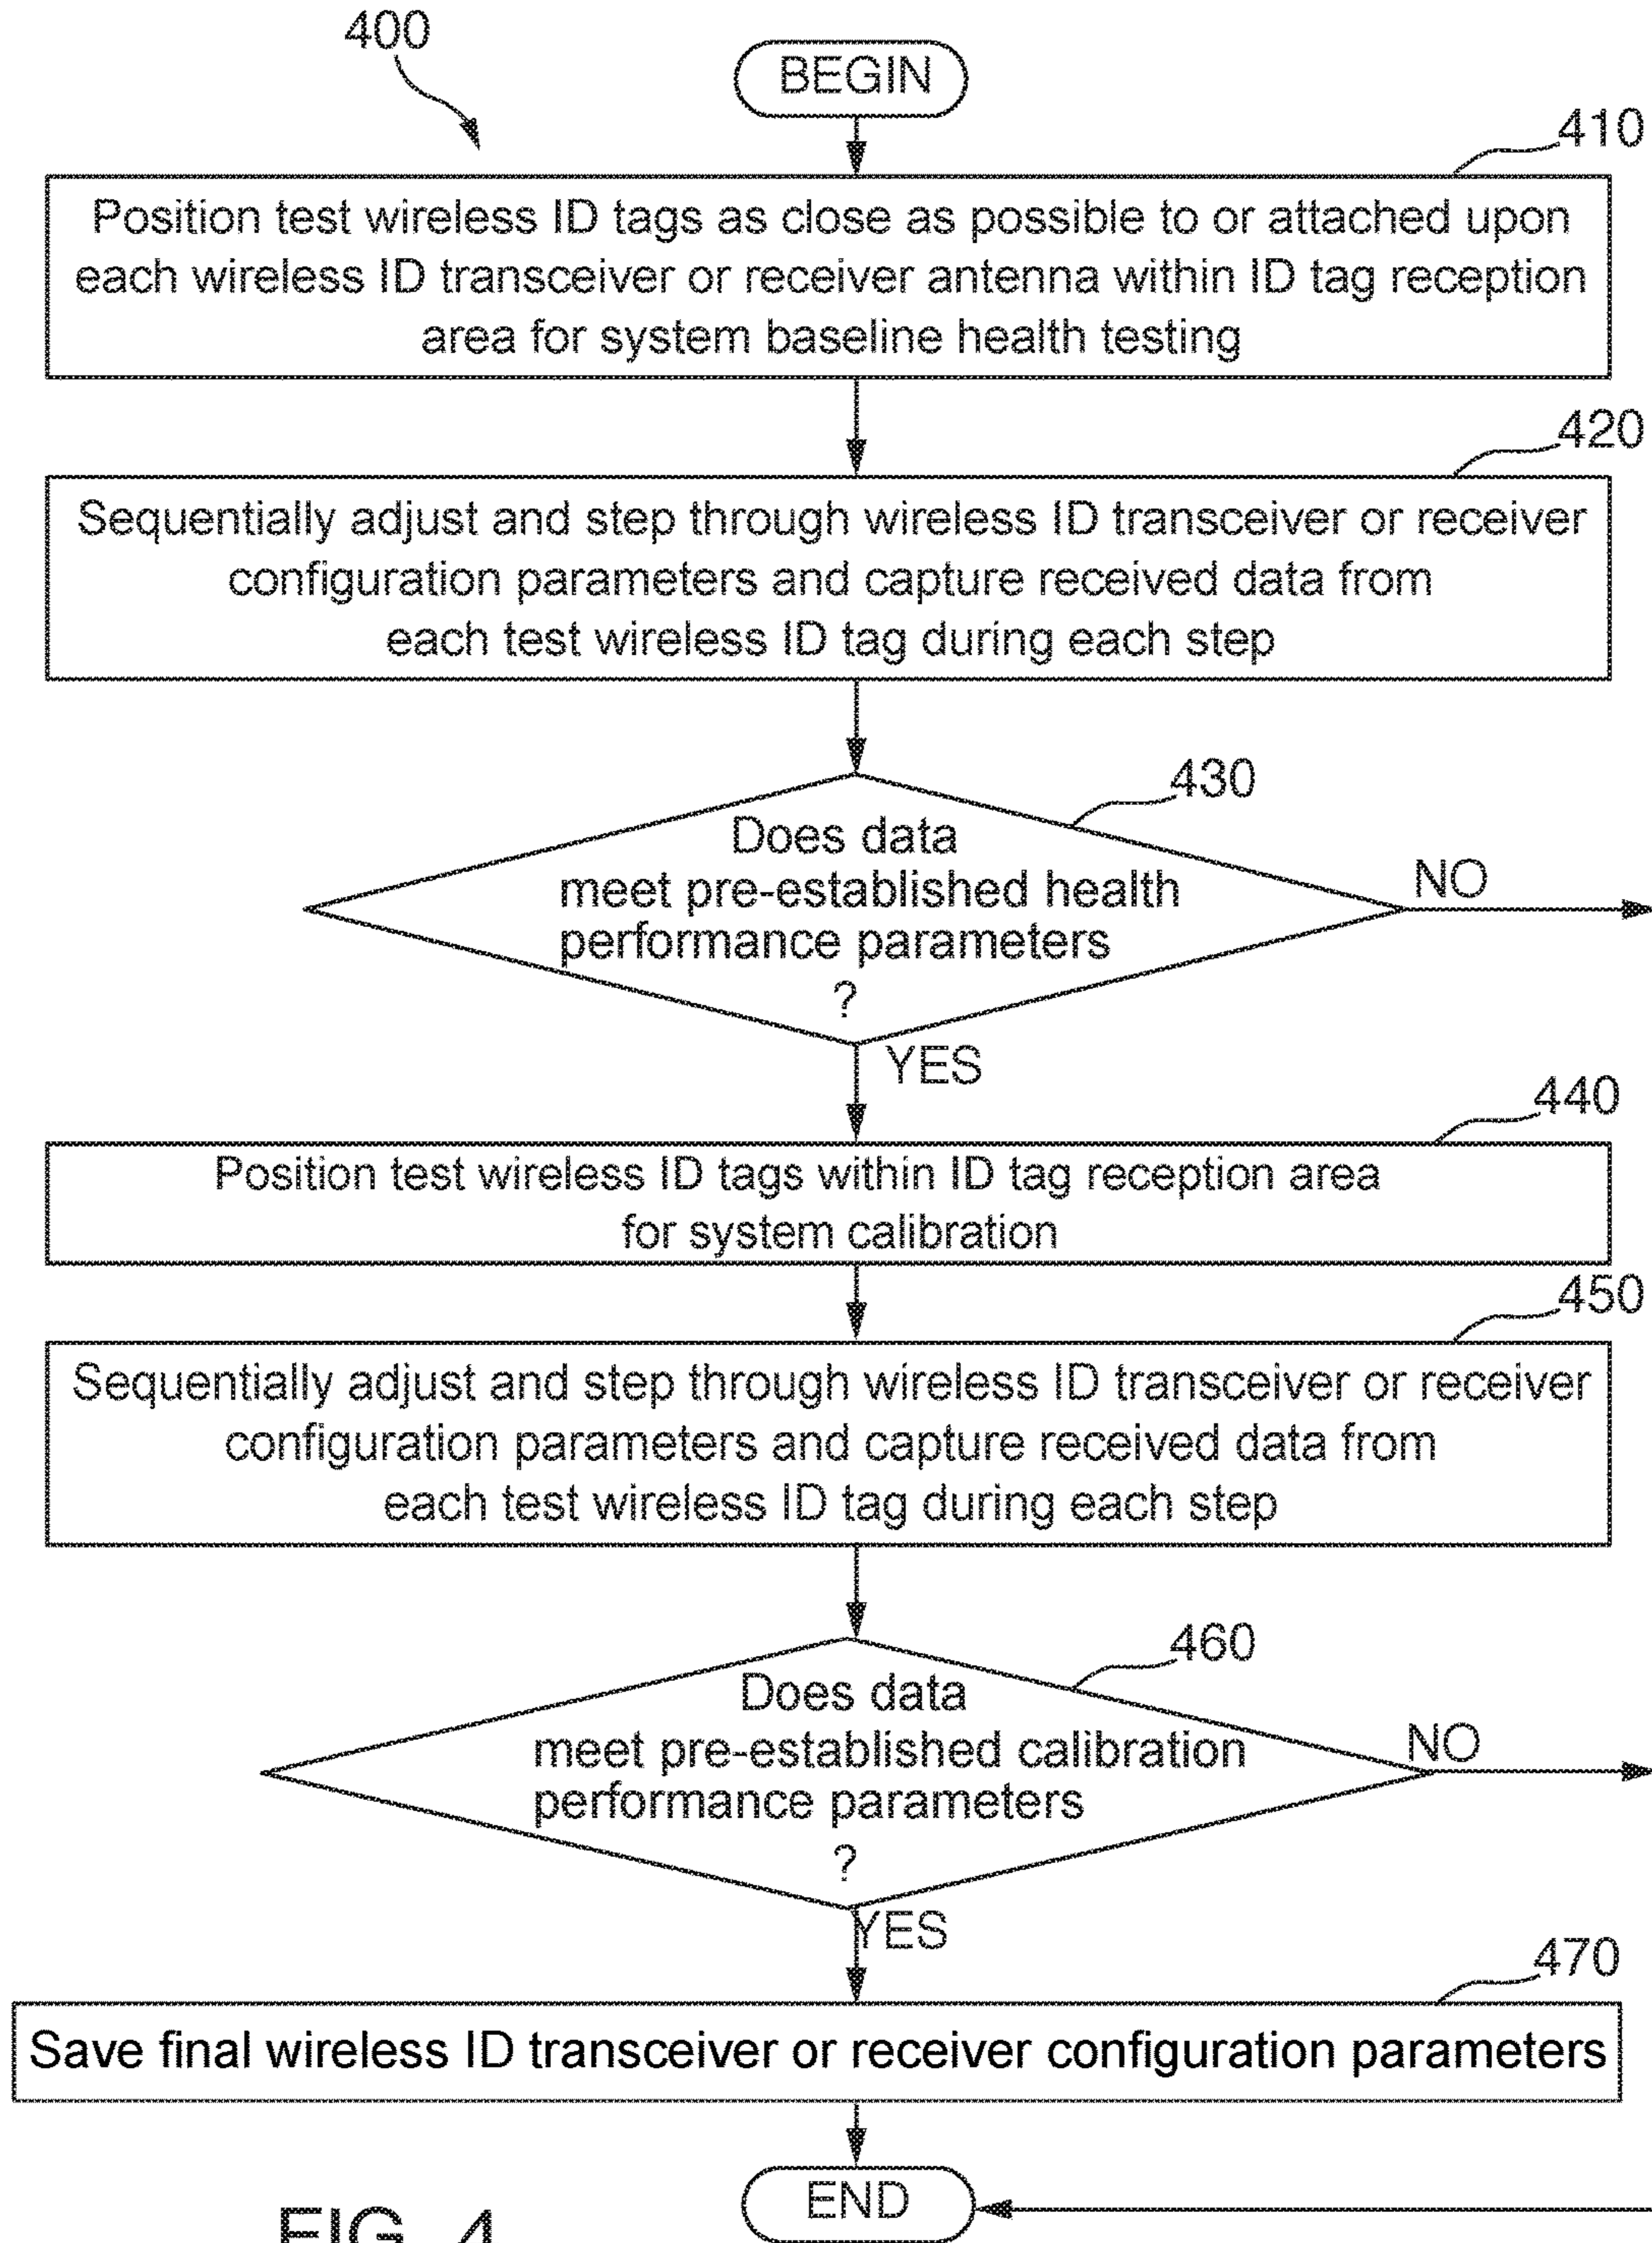 400
BEGIN
410
Position test wireless ID tags as close as possible to or attached upon
each wireless ID transceiver or receiver antenna within ID tag reception
area for system baseline health testing
420
Sequentially adjust and step through wireless ID transceiver or receiver
configuration parameters and capture received data from
each test wireless ID tag during each step
430
Does data
meet pre-established health
performance parameters
?
NO
YES
440
Position test wireless ID tags within ID tag reception area
for system calibration
450
Sequentially adjust and step through wireless ID transceiver or receiver
configuration parameters and capture received data from
each test wireless ID tag during each step
460
Does data
meet pre-established calibration
performance parameters
?
NO
YES
470
Save final wireless ID transceiver or receiver configuration parameters
END
FIG. 4